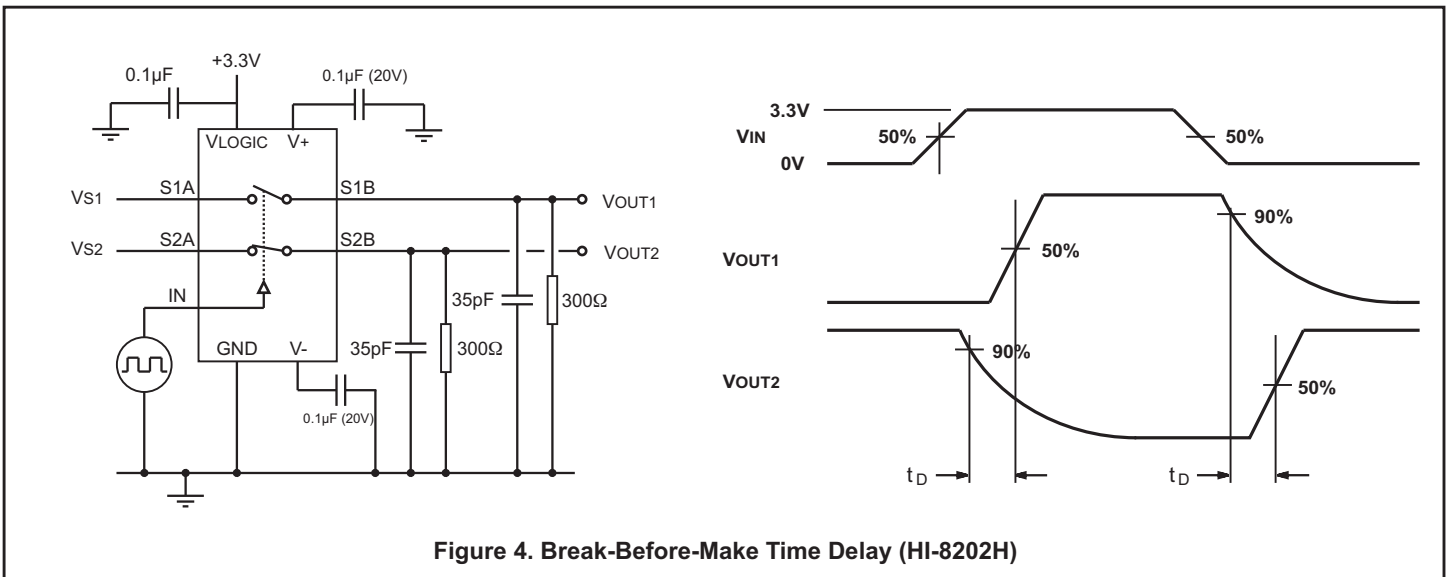 +3.3V
0.1µF
0.1µF (20V)
VLOGIC V+
VS1 S1A S1B VOUT1
VS2 S2A S2B VOUT2
IN
35pF 300Ω
GND V-
35pF 300Ω
0.1µF (20V)
3.3V
VIN
50% 50%
0V
90%
VOUT1 50%
90%
VOUT2
50%
tD tD
Figure 4. Break-Before-Make Time Delay (HI-8202H)